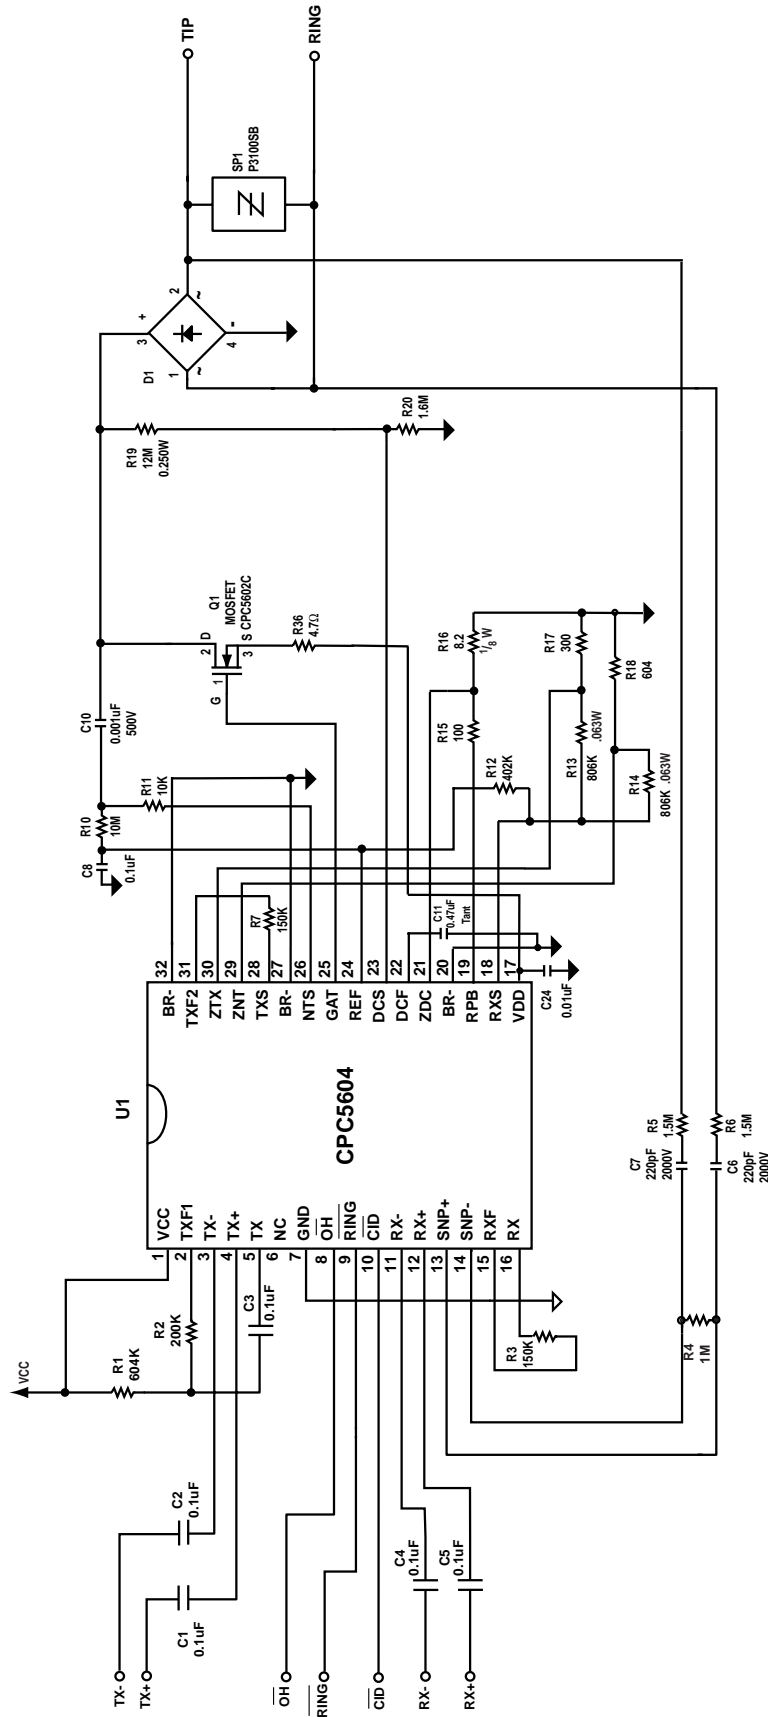 TIP
RING
SP1
P3100SB
2
~
+
3
-
4
D1
1
~
R19
12M
0.250W
R20
1.6M
Q1
MOSFET
CPC5602C
2
D
S
3
G
1
R36
4.7Ω
R16
8.2
1/8 W
R15
100
R17
300
R18
604
R13
806K
.063W
R14
806K
.063W
R12
402K
C10
0.001uF
500V
R11
10K
R10
10M
C8
0.1uF
R7
150K
C11
0.47uF
Tant
C24
0.01uF
32
31
30
29
28
27
26
25
24
23
22
21
20
19
18
17
BR-
TXF2
ZTX
ZNT
TXS
BR-
NTS
GAT
REF
DCS
DCF
ZDC
BR-
RPB
RXS
VDD
U1
CPC5604
VCC
TXF1
TX-
TX+
TX
NC
GND
OH
RING
CID
RX-
RX+
SNP+
SNP-
RXF
RX
1
2
3
4
5
6
7
8
9
10
11
12
13
14
15
16
C7
220pF
2000V
R5
1.5M
R6
1.5M
C6
220pF
2000V
R4
1M
R3
150K
C3
0.1uF
R2
200K
R1
604K
VCC
C2
0.1uF
C1
0.1uF
C4
0.1uF
C5
0.1uF
TX-
TX+
OH
RING
CID
RX-
RX+